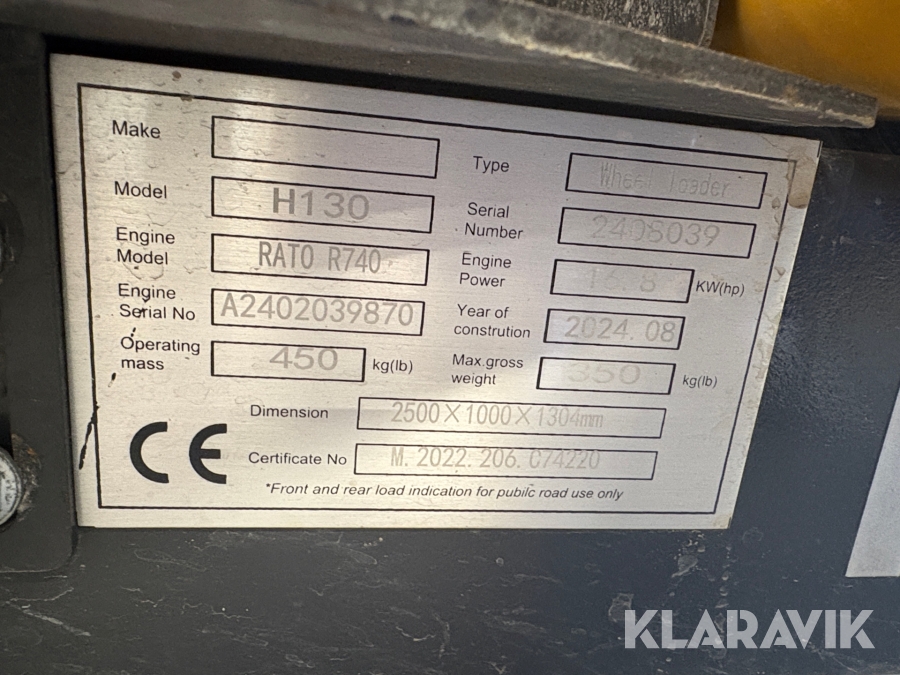 Make
Type Wheel Loader
Model H130
Serial Number 2408039
Engine Model RATO R740
Engine Power 16.8 KW(hp)
Engine Serial No A2402039870
Year of constrution 2024.08
Operating mass 450 kg(lb)
Max.gross weight 350 kg(lb)
Dimension 2500×1000×1304mm
CE
Certificate No M.2022.206.C74220
*Front and rear load indication for pubilc road use only
KLARAVIK